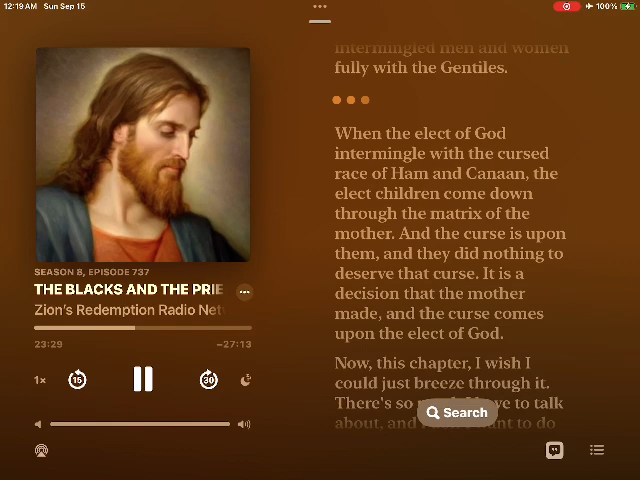 12:19 AM Sun Sep 15
100%
SEASON 8, EPISODE 737
THE BLACKS AND THE PRIE
Zion's Redemption Radio Net
23:29
−27:13
1×
15
30
intermingled men and women
fully with the Gentiles.
When the elect of God
intermingle with the cursed
race of Ham and Canaan, the
elect children come down
through the matrix of the
mother. And the curse is upon
them, and they did nothing to
deserve that curse. It is a
decision that the mother
made, and the curse comes
upon the elect of God.
Now, this chapter, I wish I
could just breeze through it.
There's so to talk
about, and to do
Search